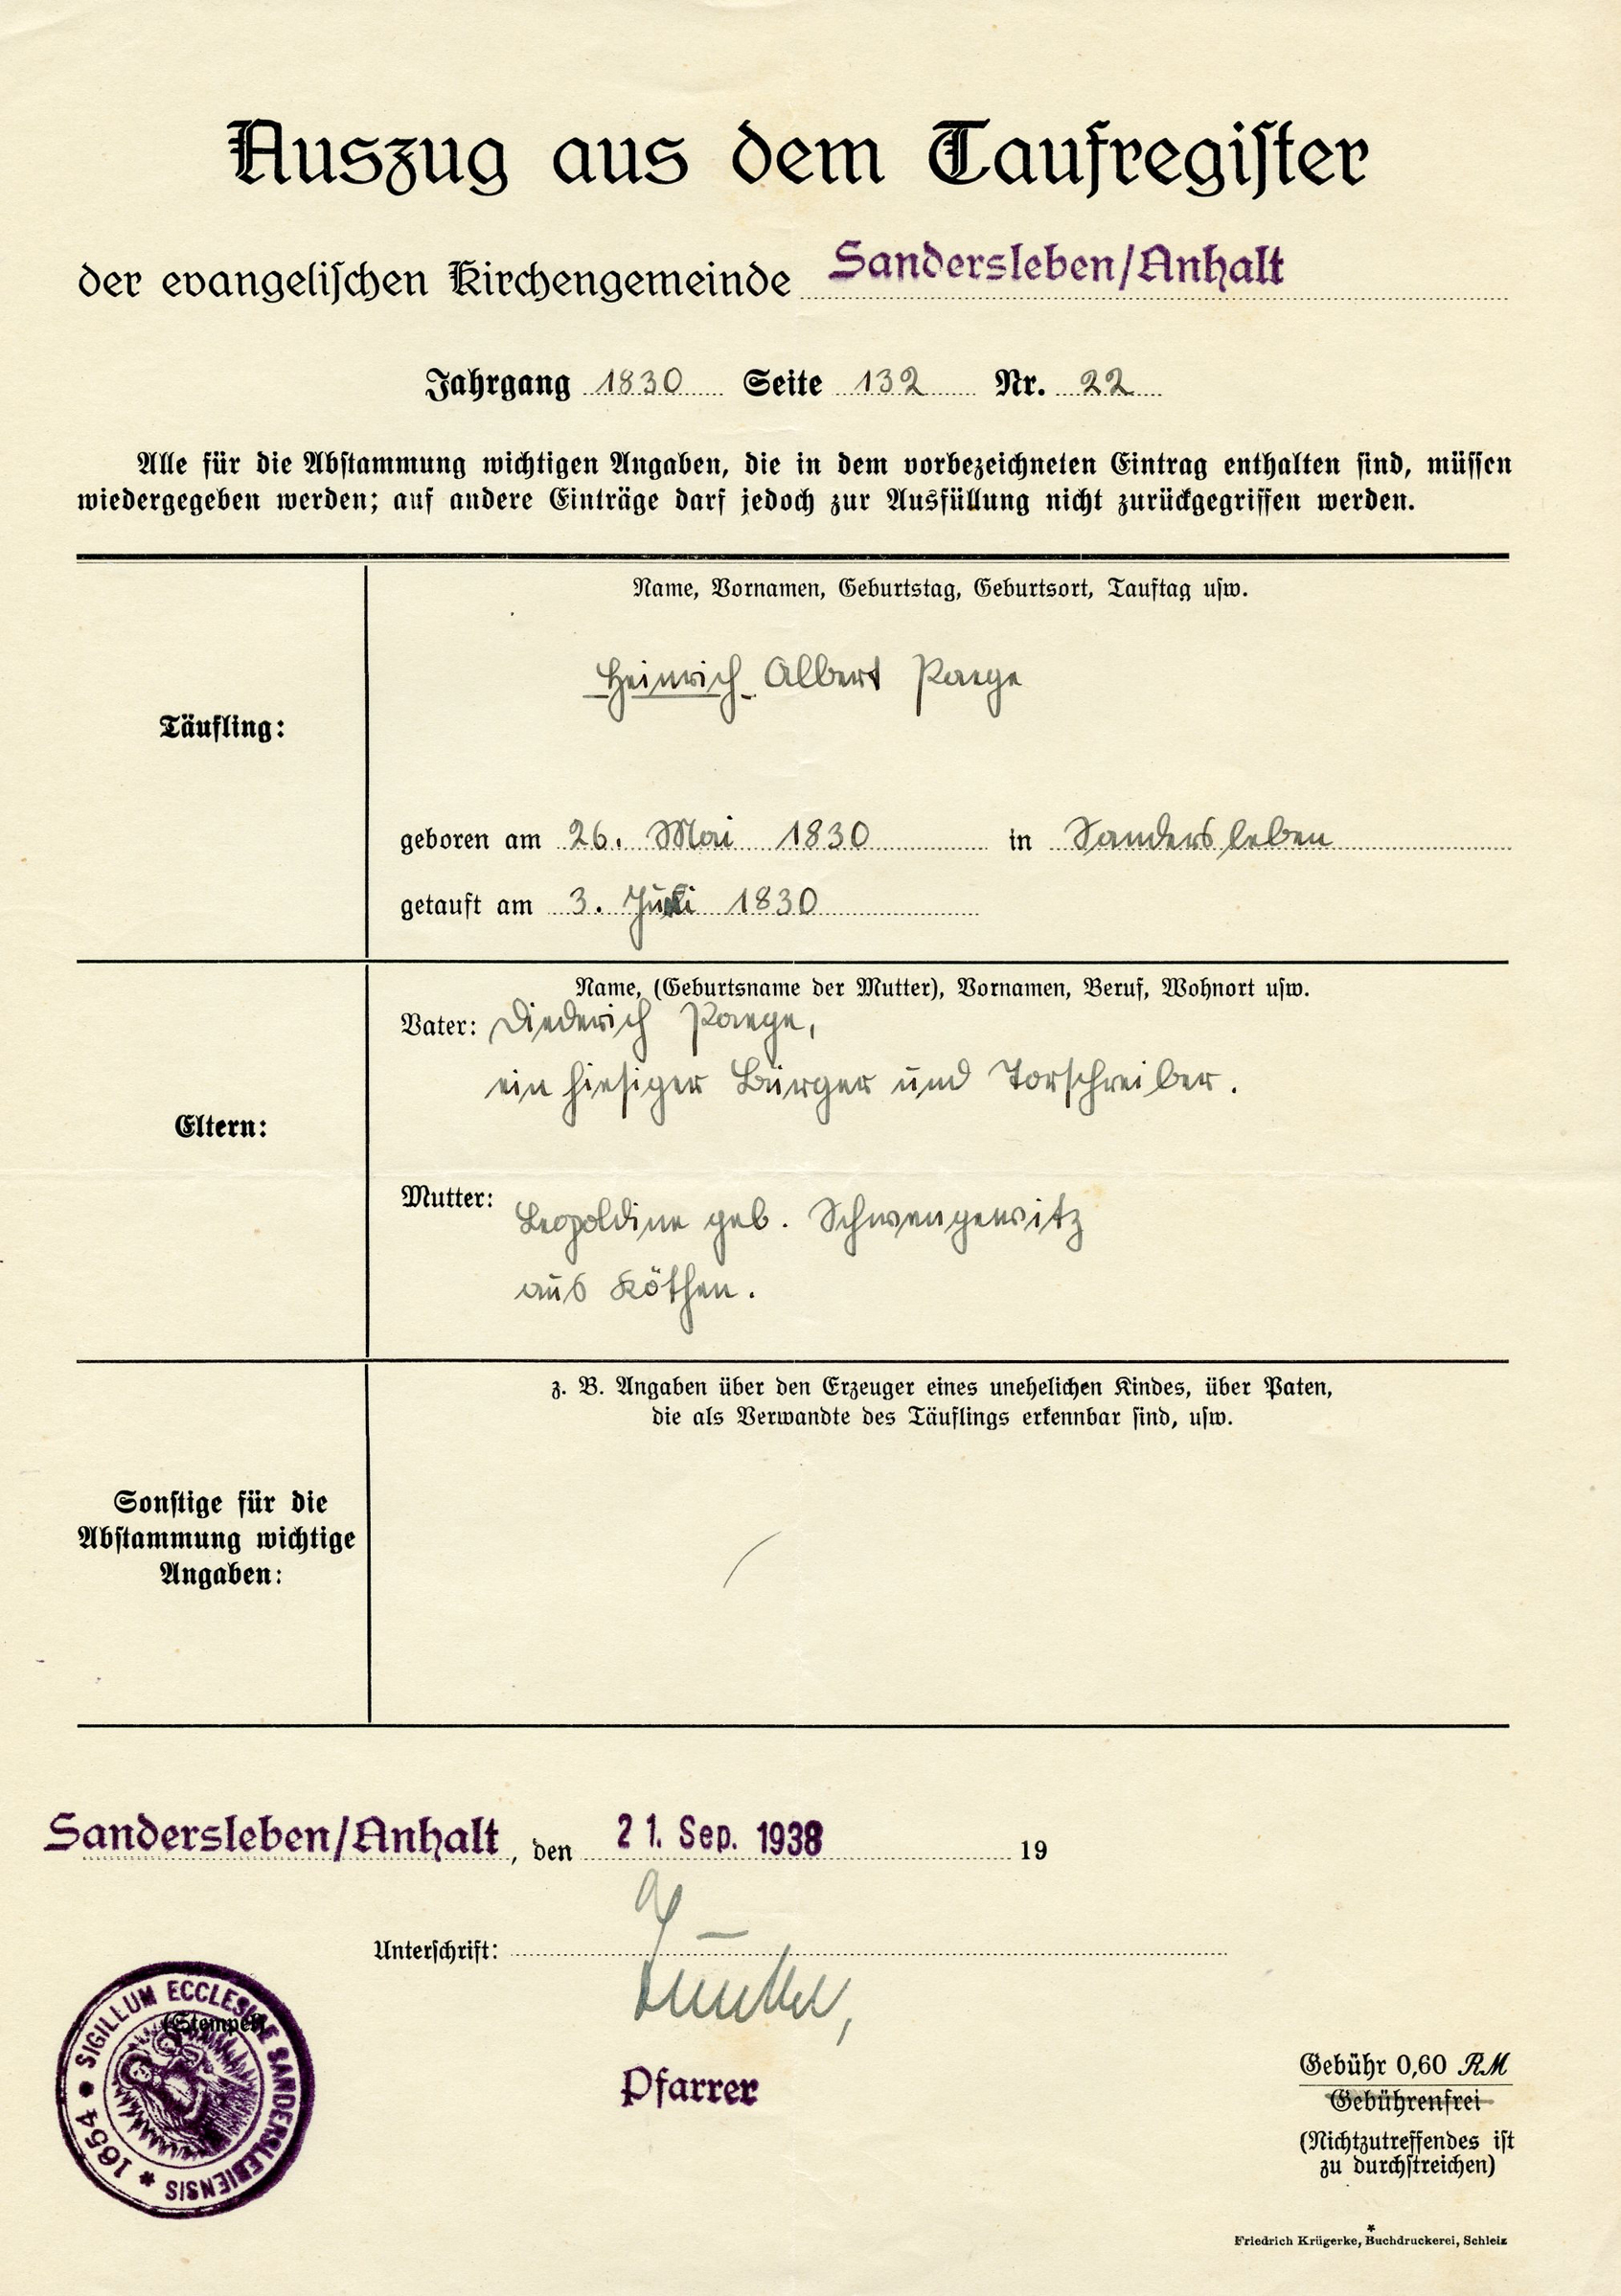 Auszug aus dem Taufregister
der evangelischen Kirchengemeinde Sandersleben/Anhalt
Jahrgang 1830 Seite 132 Nr. 22
Alle für die Abstammung wichtigen Angaben, die in dem vorbezeichneten Eintrag enthalten sind, müssen
wiedergegeben werden; auf andere Einträge darf jedoch zur Ausfüllung nicht zurückgegriffen werden.
Name, Vornamen, Geburtstag, Geburtsort, Tauftag usw.
Heinrich Albert Paege
Täufling:
geboren am 26. Mai 1830 in Sandersleben
getauft am 3. Juli 1830
Name, (Geburtsname der Mutter), Vornamen, Beruf, Wohnort usw.
Vater: Diederich Paege,
ein hiesiger Bürger und Torschreiber.
Eltern:
Mutter: Leopoldine geb. Schwengewitz
aus Köthen.
z. B. Angaben über den Erzeuger eines unehelichen Kindes, über Paten,
die als Verwandte des Täuflings erkennbar sind, usw.
Sonstige für die
Abstammung wichtige
Angaben:
Sandersleben/Anhalt, den 21. Sep. 1938 19
Unterschrift:
(Stempel)
SIGILLUM ECCLESIAE SANDERSLEBIENSIS * 1654
Pfarrer
Gebühr 0,60 RM
Gebührenfrei
(Nichtzutreffendes ist
zu durchstreichen)
Friedrich Krügerke, Buchdruckerei, Schleiz